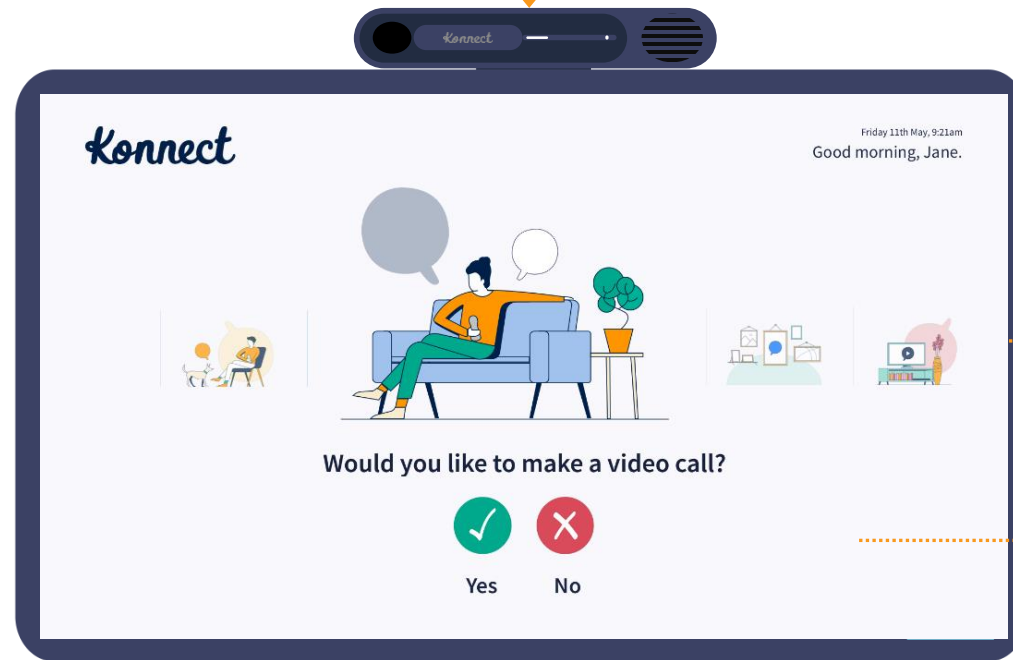 Konnect
Konnect
Friday 11th May, 9:21am
Good morning, Jane.
Would you like to make a video call?
Yes
No